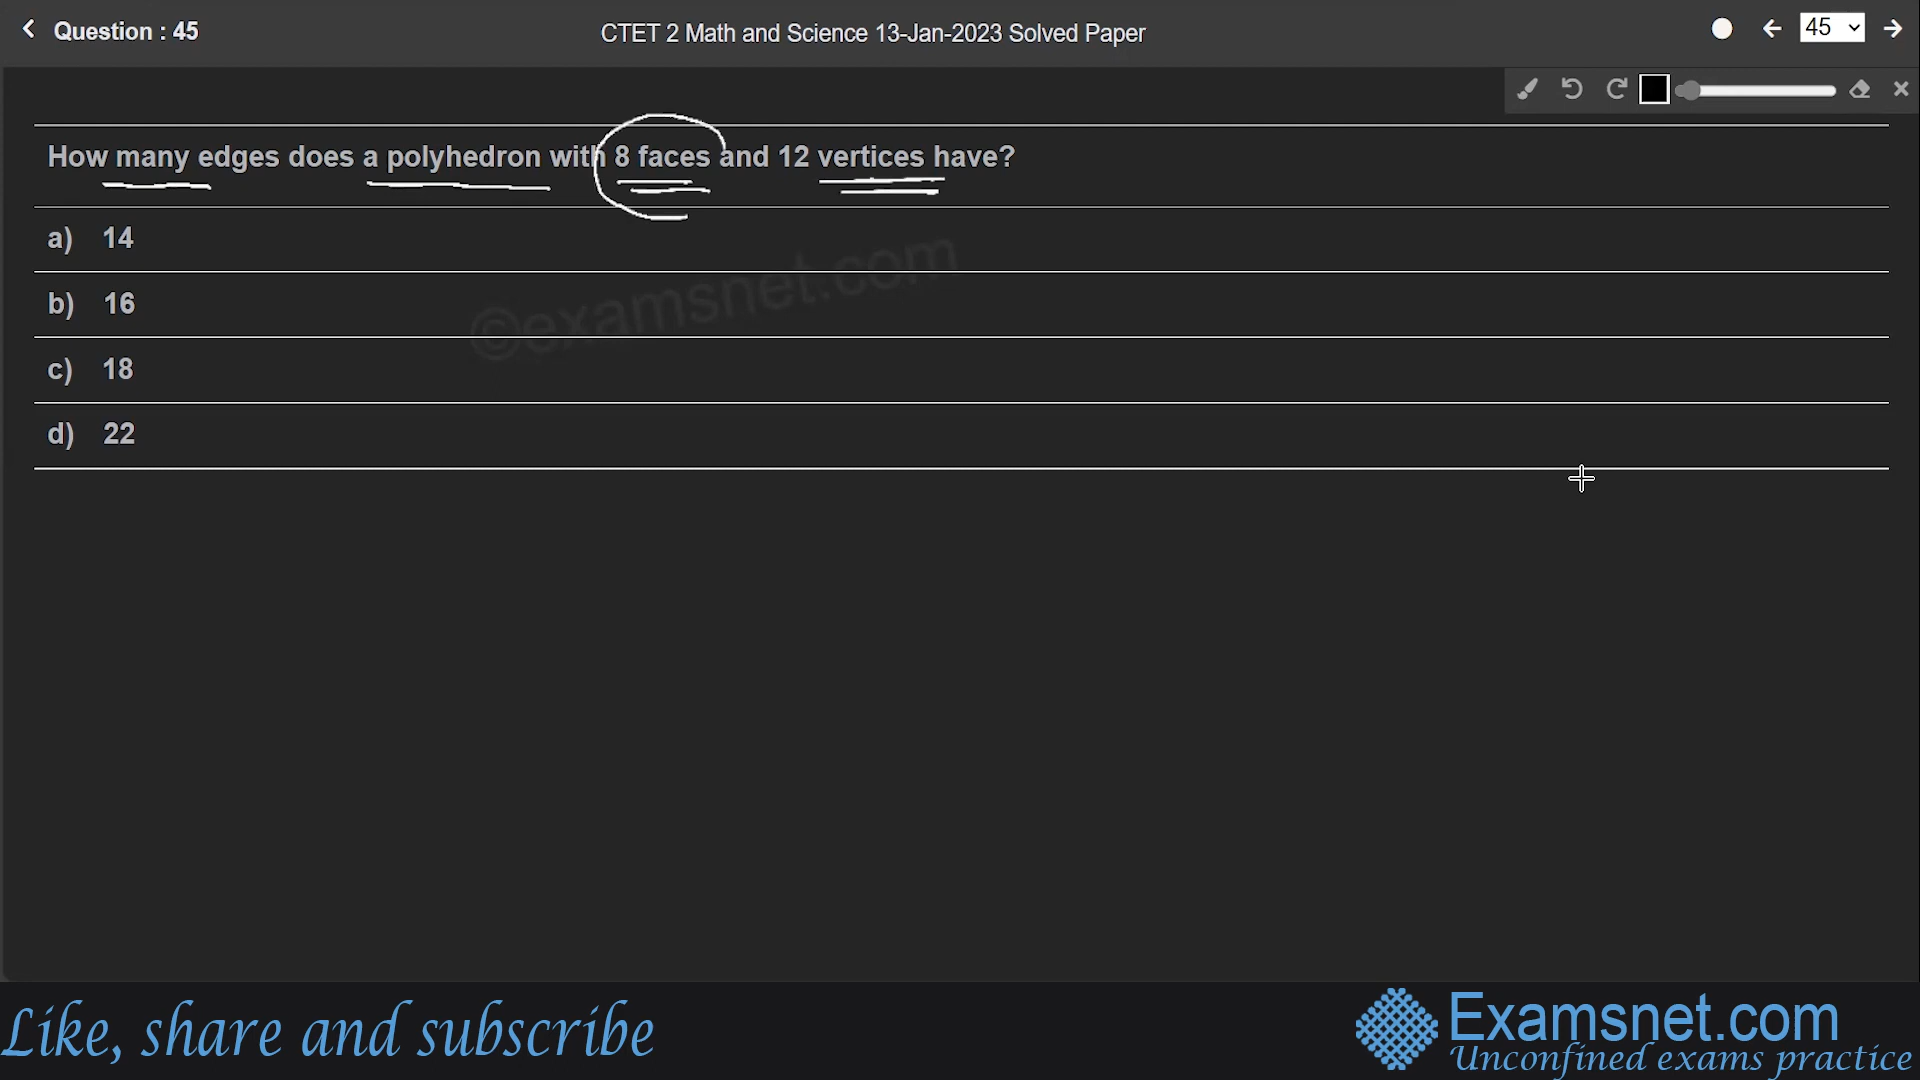 Question : 45
CTET 2 Math and Science 13-Jan-2023 Solved Paper
45
How many edges does a polyhedron with 8 faces and 12 vertices have?
a) 14
b) 16
c) 18
d) 22
©examsnet.com
Like, share and subscribe
Examsnet.com
Unconfined exams practice